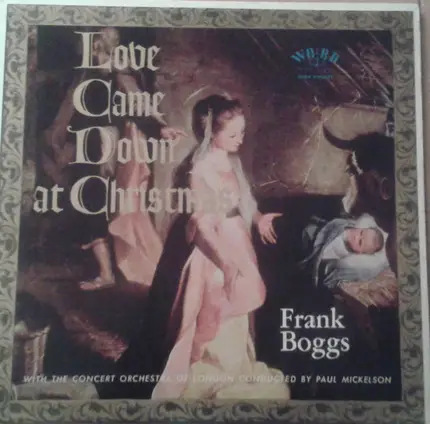 Love
Came
Down
at Christmas
WORD
Frank
Boggs
WITH THE CONCERT ORCHESTRA OF LONDON CONDUCTED BY PAUL MICKELSON